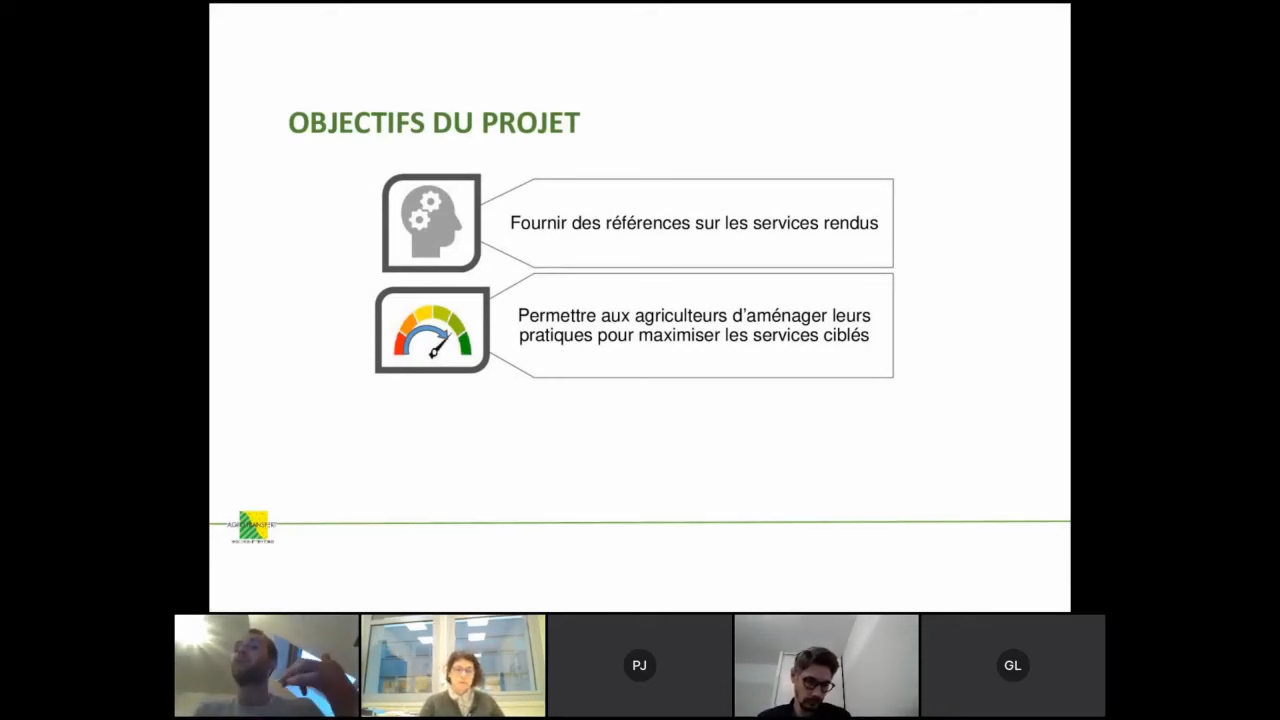 OBJECTIFS DU PROJET
Fournir des références sur les services rendus
Permettre aux agriculteurs d’aménager leurs
pratiques pour maximiser les services ciblés
PJ
GL